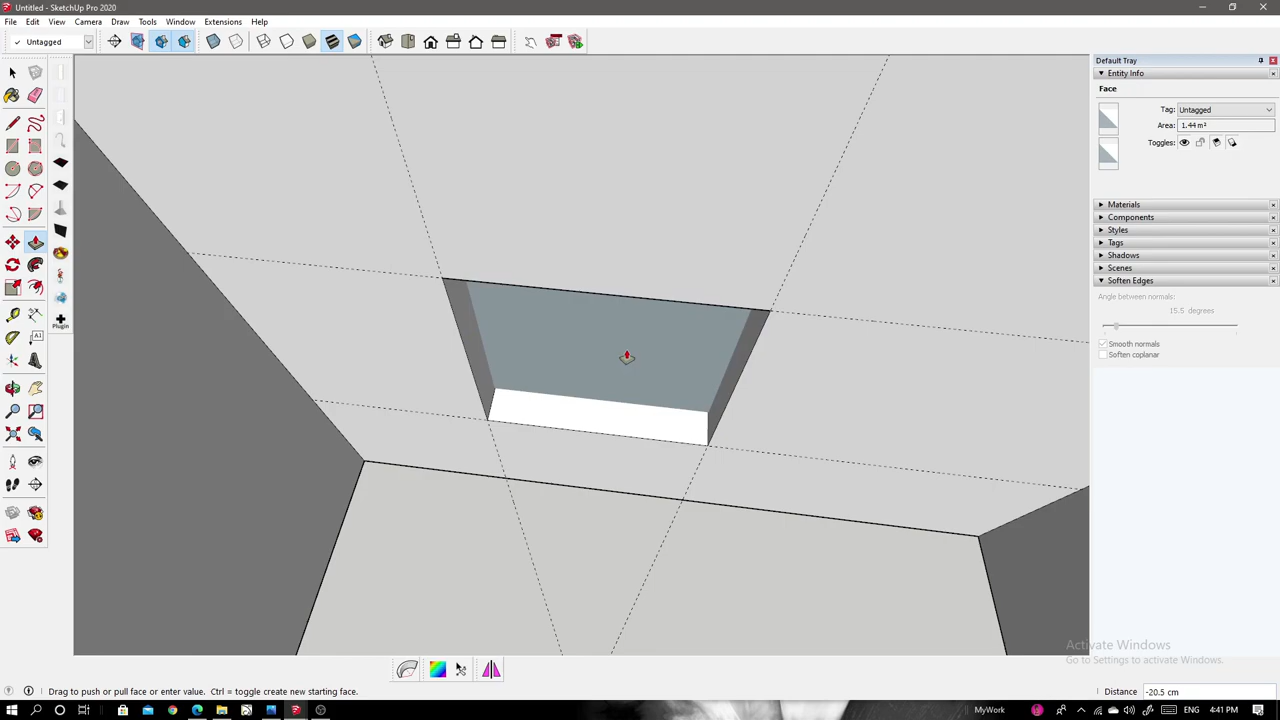 Untitled - SketchUp Pro 2020
File Edit View Camera Draw Tools Window Extensions Help
Untagged
Default Tray
Entity Info
Face
Tag: Untagged
Area: 1.44 m²
Toggles:
Materials
Components
Styles
Tags
Shadows
Scenes
Soften Edges
Angle between normals:
15.5 degrees
Smooth normals
Soften coplanar
Plugin
Activate Windows
Go to Settings to activate Windows.
Drag to push or pull face or enter value. Ctrl = toggle create new starting face.
Distance -20.5 cm
MyWork
ENG 4:41 PM